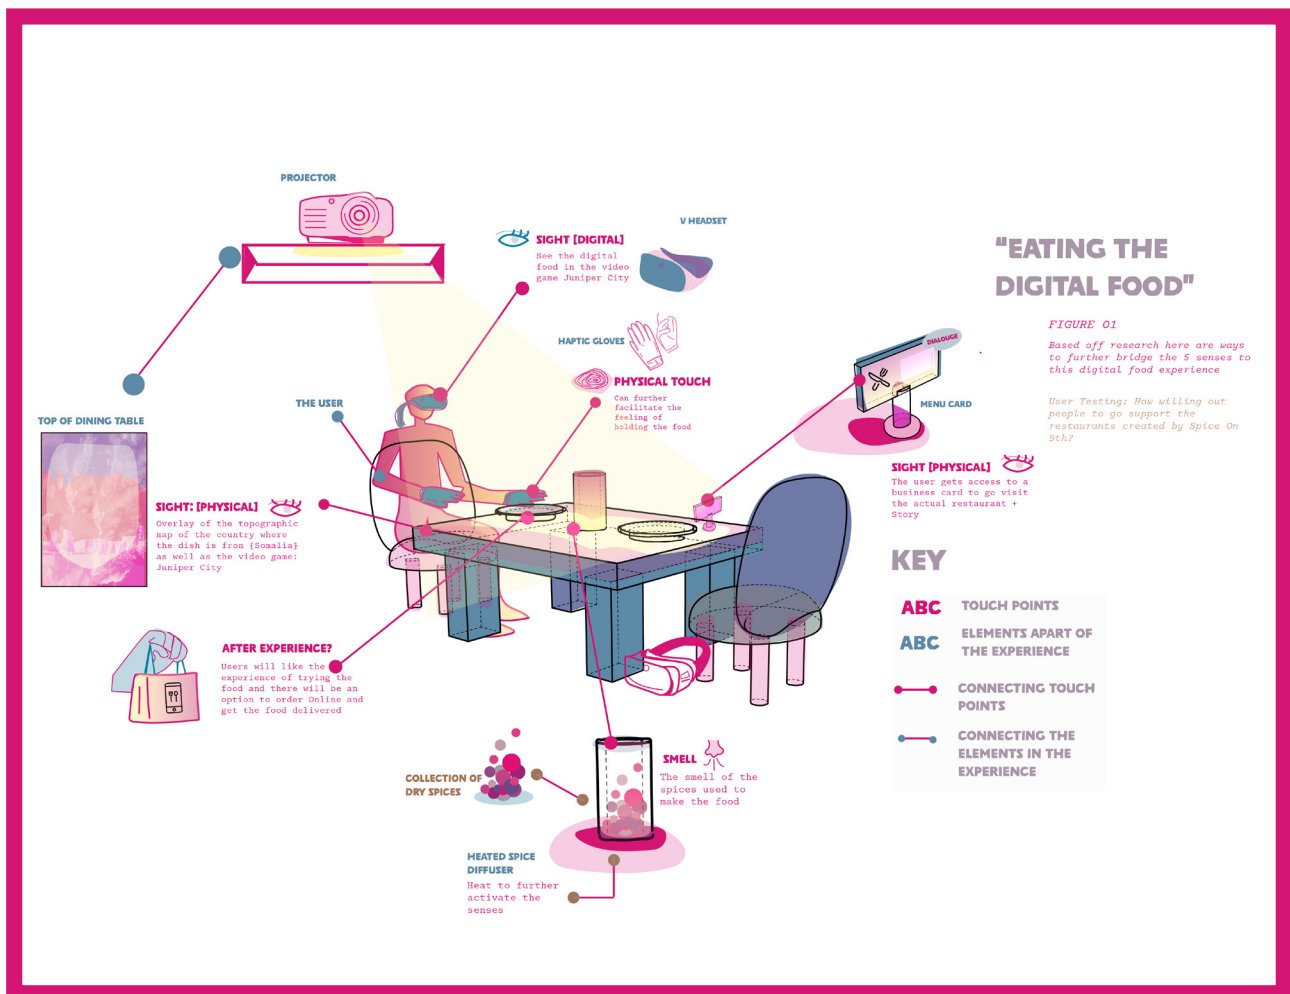 PROJECTOR
V HEADSET
SIGHT [DIGITAL]
See the digital
food in the video
game Juniper City
"EATING THE
DIGITAL FOOD"
FIGURE 01
Based off research here are ways
to further bridge the 5 senses to
this digital food experience
User Testing: How willing out
people to go support the
restaurants created by Spice On
9th?
HAPTIC GLOVES
PHYSICAL TOUCH
Can further
facilitate the
feeling of
holding the food
DIALOUGE
MENU CARD
THE USER
TOP OF DINING TABLE
SIGHT [PHYSICAL]
The user gets access to a
business card to go visit
the actual restaurant +
Story
SIGHT: [PHYSICAL]
Overlay of the topographic
map of the country where
the dish is from {Somalia}
as well as the video game:
Juniper City
KEY
ABC TOUCH POINTS
ABC ELEMENTS APART OF
THE EXPERIENCE
CONNECTING TOUCH
POINTS
CONNECTING THE
ELEMENTS IN THE
EXPERIENCE
AFTER EXPERIENCE?
Users will like the
experience of trying the
food and there will be an
option to order Online and
get the food delivered
SMELL
The smell of the
spices used to
make the food
COLLECTION OF
DRY SPICES
HEATED SPICE
DIFFUSER
Heat to further
activate the
senses